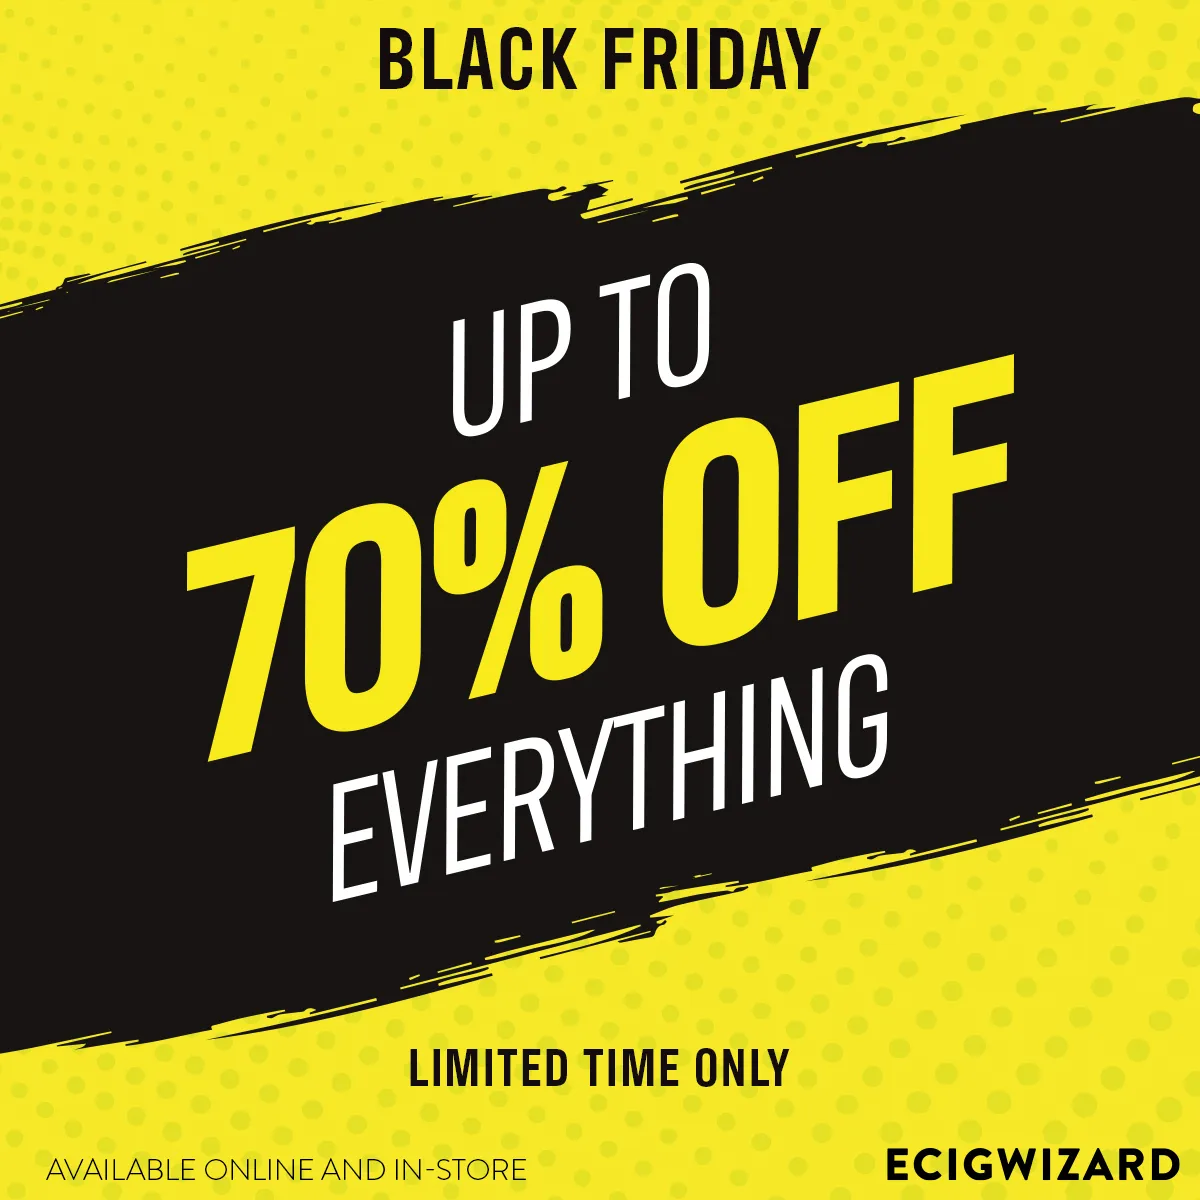 BLACK FRIDAY
UP TO
70% OFF
EVERYTHING
LIMITED TIME ONLY
AVAILABLE ONLINE AND IN-STORE
ECIGWIZARD